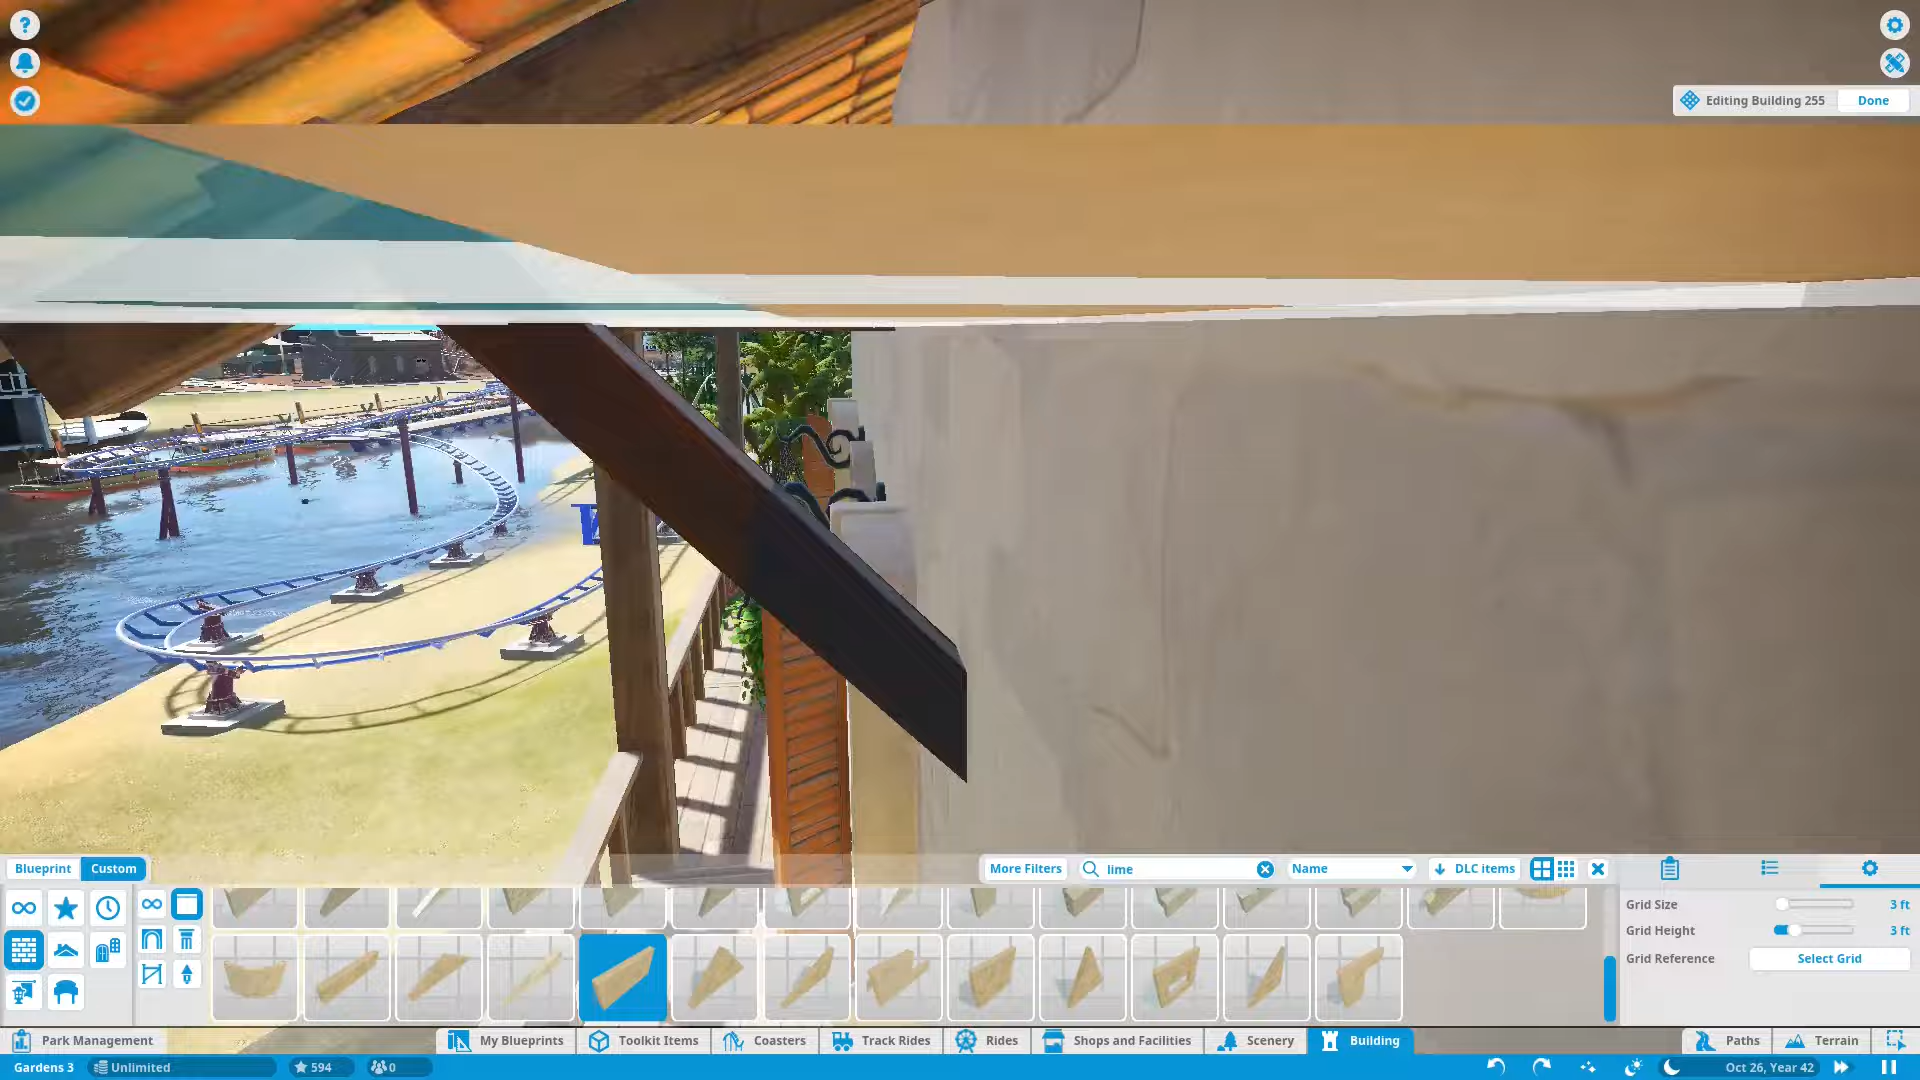 ?
Editing Building 255 Done
Blueprint Custom More Filters lime Name DLC items
Grid Size 3 ft
Grid Height 3 ft
Grid Reference Select Grid
Park Management My Blueprints Toolkit Items Coasters Track Rides Rides Shops and Facilities Scenery Building Paths Terrain
Gardens 3 Unlimited 594 0 Oct 26, Year 42